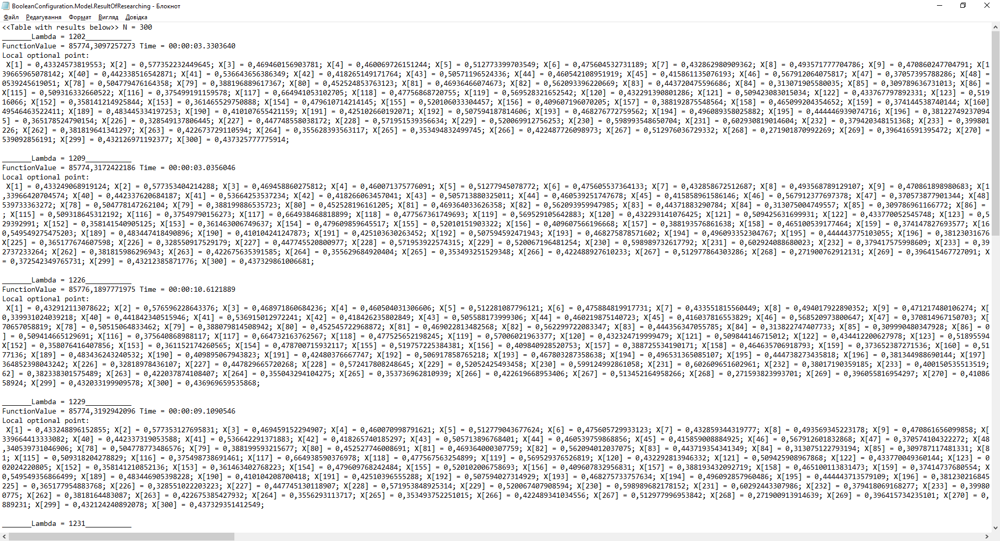 BooleanConfiguration.Model.ResultOfResearching - Блокнот
Файл Редагування Формат Вигляд Довідка
<<Table with results below>> N = 300
_______Lambda = 1202___________
FunctionValue = 85774,3097257273 Time = 00:00:03.3303640
Local optional point:
X[1] = 0,43324573819553; X[2] = 0,577352232449645; X[3] = 0,469460156903781; X[4] = 0,460069726151244; X[5] = 0,512773399703549; X[6] = 0,475604532731189; X[7] = 0,432862980909362; X[8] = 0,493571777704786; X[9] = 0,470860247704791; X[1
139665965078142; X[40] = 0,442338516542871; X[41] = 0,536643656386349; X[42] = 0,418265149171764; X[43] = 0,50571196524336; X[44] = 0,460542108951919; X[45] = 0,415861135076193; X[46] = 0,567912064075817; X[47] = 0,37057395788286; X[48] =
0539245619051; X[78] = 0,504779476164358; X[79] = 0,388196889617367; X[80] = 0,452524853763123; X[81] = 0,46936466074673; X[82] = 0,562093396220669; X[83] = 0,443720475596686; X[84] = 0,313071905580035; X[85] = 0,309789636731013; X[86] =
X[115] = 0,509316332660522; X[116] = 0,375499191159578; X[117] = 0,664941053102705; X[118] = 0,47756868720755; X[119] = 0,569528321652542; X[120] = 0,432291390801286; X[121] = 0,509423083015034; X[122] = 0,433767797892331; X[123] = 0,51
916066; X[152] = 0,358141214925844; X[153] = 0,361465529750888; X[154] = 0,479610714214145; X[155] = 0,520106033304457; X[156] = 0,409607196070205; X[157] = 0,388192875548564; X[158] = 0,465099204354652; X[159] = 0,374144538740144; X[160]
49546463522411; X[189] = 0,483445334197253; X[190] = 0,410107655421159; X[191] = 0,425102660192071; X[192] = 0,507594187814606; X[193] = 0,468276772759562; X[194] = 0,496089358025882; X[195] = 0,444446939074716; X[196] = 0,38122749237094
5] = 0,365178524790154; X[226] = 0,328549137806445; X[227] = 0,447748558038172; X[228] = 0,571951539356634; X[229] = 0,520069912756253; X[230] = 0,598993548650704; X[231] = 0,602930819014604; X[232] = 0,379420348151368; X[233] = 0,399801
226; X[262] = 0,381819641341297; X[263] = 0,422673729110594; X[264] = 0,355628393563117; X[265] = 0,353494832499745; X[266] = 0,422487726098973; X[267] = 0,512976036729332; X[268] = 0,271901870992269; X[269] = 0,396416591395472; X[270] =
539092856191; X[299] = 0,432126971192377; X[300] = 0,437325777775914;
_______Lambda = 1209___________
FunctionValue = 85774,3172422186 Time = 00:00:03.0356046
Local optional point:
X[1] = 0,433249068919124; X[2] = 0,577353404214288; X[3] = 0,469458860275812; X[4] = 0,460071375776091; X[5] = 0,51277945078772; X[6] = 0,475605537364133; X[7] = 0,432858672512687; X[8] = 0,493568789129107; X[9] = 0,470861898980683; X[1
,33966420704574; X[40] = 0,442337620684187; X[41] = 0,53664253537234; X[42] = 0,418266063457041; X[43] = 0,505713880325011; X[44] = 0,460539251747678; X[45] = 0,415858961586146; X[46] = 0,567912377697378; X[47] = 0,370573877901344; X[48]
539733363272; X[78] = 0,504778147262104; X[79] = 0,388199886535723; X[80] = 0,452528196161205; X[81] = 0,469364033626358; X[82] = 0,562093959947985; X[83] = 0,44371883290784; X[84] = 0,313075004749557; X[85] = 0,309786961166772; X[86] =
; X[115] = 0,509318645312192; X[116] = 0,37549790156273; X[117] = 0,664938468818899; X[118] = 0,477567361749693; X[119] = 0,569529105642883; X[120] = 0,432293141076425; X[121] = 0,509425631699931; X[122] = 0,433770052545748; X[123] = 0,5
29392991; X[152] = 0,358141540905125; X[153] = 0,361463006749637; X[154] = 0,479609859645517; X[155] = 0,52010151903322; X[156] = 0,409607566196668; X[157] = 0,388193576861638; X[158] = 0,465100539177464; X[159] = 0,374147827693577; X[16
0,549549275475203; X[189] = 0,483447418490896; X[190] = 0,410104241247873; X[191] = 0,425103630263452; X[192] = 0,507594592471943; X[193] = 0,468275878571602; X[194] = 0,496093352304767; X[195] = 0,444443775103055; X[196] = 0,38123031676
X[225] = 0,365177674607598; X[226] = 0,328550917529179; X[227] = 0,447745520800977; X[228] = 0,571953922574315; X[229] = 0,520067196481254; X[230] = 0,598989732617792; X[231] = 0,602924088680023; X[232] = 0,379417575998609; X[233] = 0,39
2737233264; X[262] = 0,381815986296943; X[263] = 0,422675635391585; X[264] = 0,355629684920404; X[265] = 0,353493251529348; X[266] = 0,422488927610233; X[267] = 0,512977864303286; X[268] = 0,271900762912131; X[269] = 0,396415467727091; X
= 0,372542349765731; X[299] = 0,43212385871776; X[300] = 0,437329861006681;
_______Lambda = 1226___________
FunctionValue = 85776,1897771975 Time = 00:00:10.6121889
Local optional point:
X[1] = 0,432912113078622; X[2] = 0,576596228643376; X[3] = 0,468971860684236; X[4] = 0,460504031306606; X[5] = 0,512281087796121; X[6] = 0,475884819917731; X[7] = 0,433551815560449; X[8] = 0,494017922890352; X[9] = 0,471217480106274; X[
0,339931024039218; X[40] = 0,441842340515946; X[41] = 0,536915012972241; X[42] = 0,418426235802849; X[43] = 0,505588173999306; X[44] = 0,460219875140723; X[45] = 0,416037816553829; X[46] = 0,568520973800647; X[47] = 0,370814967150703; X[
70657058819; X[78] = 0,50515064833462; X[79] = 0,388079814508942; X[80] = 0,452545722968872; X[81] = 0,469022813482568; X[82] = 0,562299722083347; X[83] = 0,444356347055785; X[84] = 0,313822747407733; X[85] = 0,309990480347928; X[86] = 0
] = 0,509414665129691; X[116] = 0,375640868988117; X[117] = 0,664732163762567; X[118] = 0,477525652198245; X[119] = 0,57006021963377; X[120] = 0,432324719999479; X[121] = 0,509844146715012; X[122] = 0,434412200627978; X[123] = 0,51895594
X[152] = 0,358076416407856; X[153] = 0,361152174260565; X[154] = 0,478700715932117; X[155] = 0,519757225384381; X[156] = 0,409840928520753; X[157] = 0,388725534190171; X[158] = 0,464635706918793; X[159] = 0,373652387271536; X[160] = 0,51
77136; X[189] = 0,483436243240532; X[190] = 0,409895067943823; X[191] = 0,42480376667747; X[192] = 0,506917858765218; X[193] = 0,467803287358638; X[194] = 0,496531365085107; X[195] = 0,444738273435818; X[196] = 0,381344988690144; X[197]
364852398043242; X[226] = 0,32818978436107; X[227] = 0,447829665720268; X[228] = 0,572417808248645; X[229] = 0,52052425493458; X[230] = 0,599124992861058; X[231] = 0,602609651602961; X[232] = 0,38017190359185; X[233] = 0,400150535513519;
62] = 0,382338301575489; X[263] = 0,422037874108407; X[264] = 0,355043294104275; X[265] = 0,353736962810939; X[266] = 0,422619668953406; X[267] = 0,513452164958266; X[268] = 0,27159382399370​1; X[269] = 0,396055816954297; X[270] = 0,4108
658924; X[299] = 0,432033199909578; X[300] = 0,436969659535868;
_______Lambda = 1229___________
FunctionValue = 85774,3192942096 Time = 00:00:09.1090546
Local optional point:
X[1] = 0,433248896152855; X[2] = 0,577353127695831; X[3] = 0,469459152294907; X[4] = 0,460070998791621; X[5] = 0,512779043677624; X[6] = 0,475605729933123; X[7] = 0,432859344319777; X[8] = 0,493569345223178; X[9] = 0,470861656099858; X[
339664413333082; X[40] = 0,442337319053588; X[41] = 0,536642291371883; X[42] = 0,418265740185297; X[43] = 0,505713896768401; X[44] = 0,460539759868856; X[45] = 0,415859008884925; X[46] = 0,567912601832868; X[47] = 0,370574104322272; X[48
,340539731046906; X[78] = 0,504778773486576; X[79] = 0,388199593215677; X[80] = 0,452527746008691; X[81] = 0,469364000307759; X[82] = 0,562094012037075; X[83] = 0,443719354341349; X[84] = 0,313075122793194; X[85] = 0,309787117481331; X[8
1; X[115] = 0,509318204278829; X[116] = 0,375498738691461; X[117] = 0,664938590376978; X[118] = 0,477567563254899; X[119] = 0,569529376526819; X[120] = 0,432292813946332; X[121] = 0,509425908967868; X[122] = 0,433770049360144; X[123] = 0
002024220805; X[152] = 0,358141210852136; X[153] = 0,361463402768223; X[154] = 0,479609768242484; X[155] = 0,520102006758693; X[156] = 0,409607832956831; X[157] = 0,388193432092719; X[158] = 0,465100113831473; X[159] = 0,37414737680554; X
0,549549356866499; X[189] = 0,483446905398228; X[190] = 0,410104208700418; X[191] = 0,42510396555288; X[192] = 0,507594027314929; X[193] = 0,468275733757634; X[194] = 0,496092857960486; X[195] = 0,444443713579109; X[196] = 0,381230216845
225] = 0,365177954883768; X[226] = 0,328551022203223; X[227] = 0,447745130118907; X[228] = 0,571953848925314; X[229] = 0,520067407908594; X[230] = 0,598989682178152; X[231] = 0,60292443307986; X[232] = 0,379418069168277; X[233] = 0,39980
0775; X[262] = 0,3818164483087; X[263] = 0,422675385427932; X[264] = 0,3556293113717; X[265] = 0,353493752251015; X[266] = 0,422489341034556; X[267] = 0,512977996953842; X[268] = 0,271900913914639; X[269] = 0,396415734235101; X[270] = 0,
889231; X[299] = 0,432124240892078; X[300] = 0,437329351412549;
_______Lambda = 1231___________